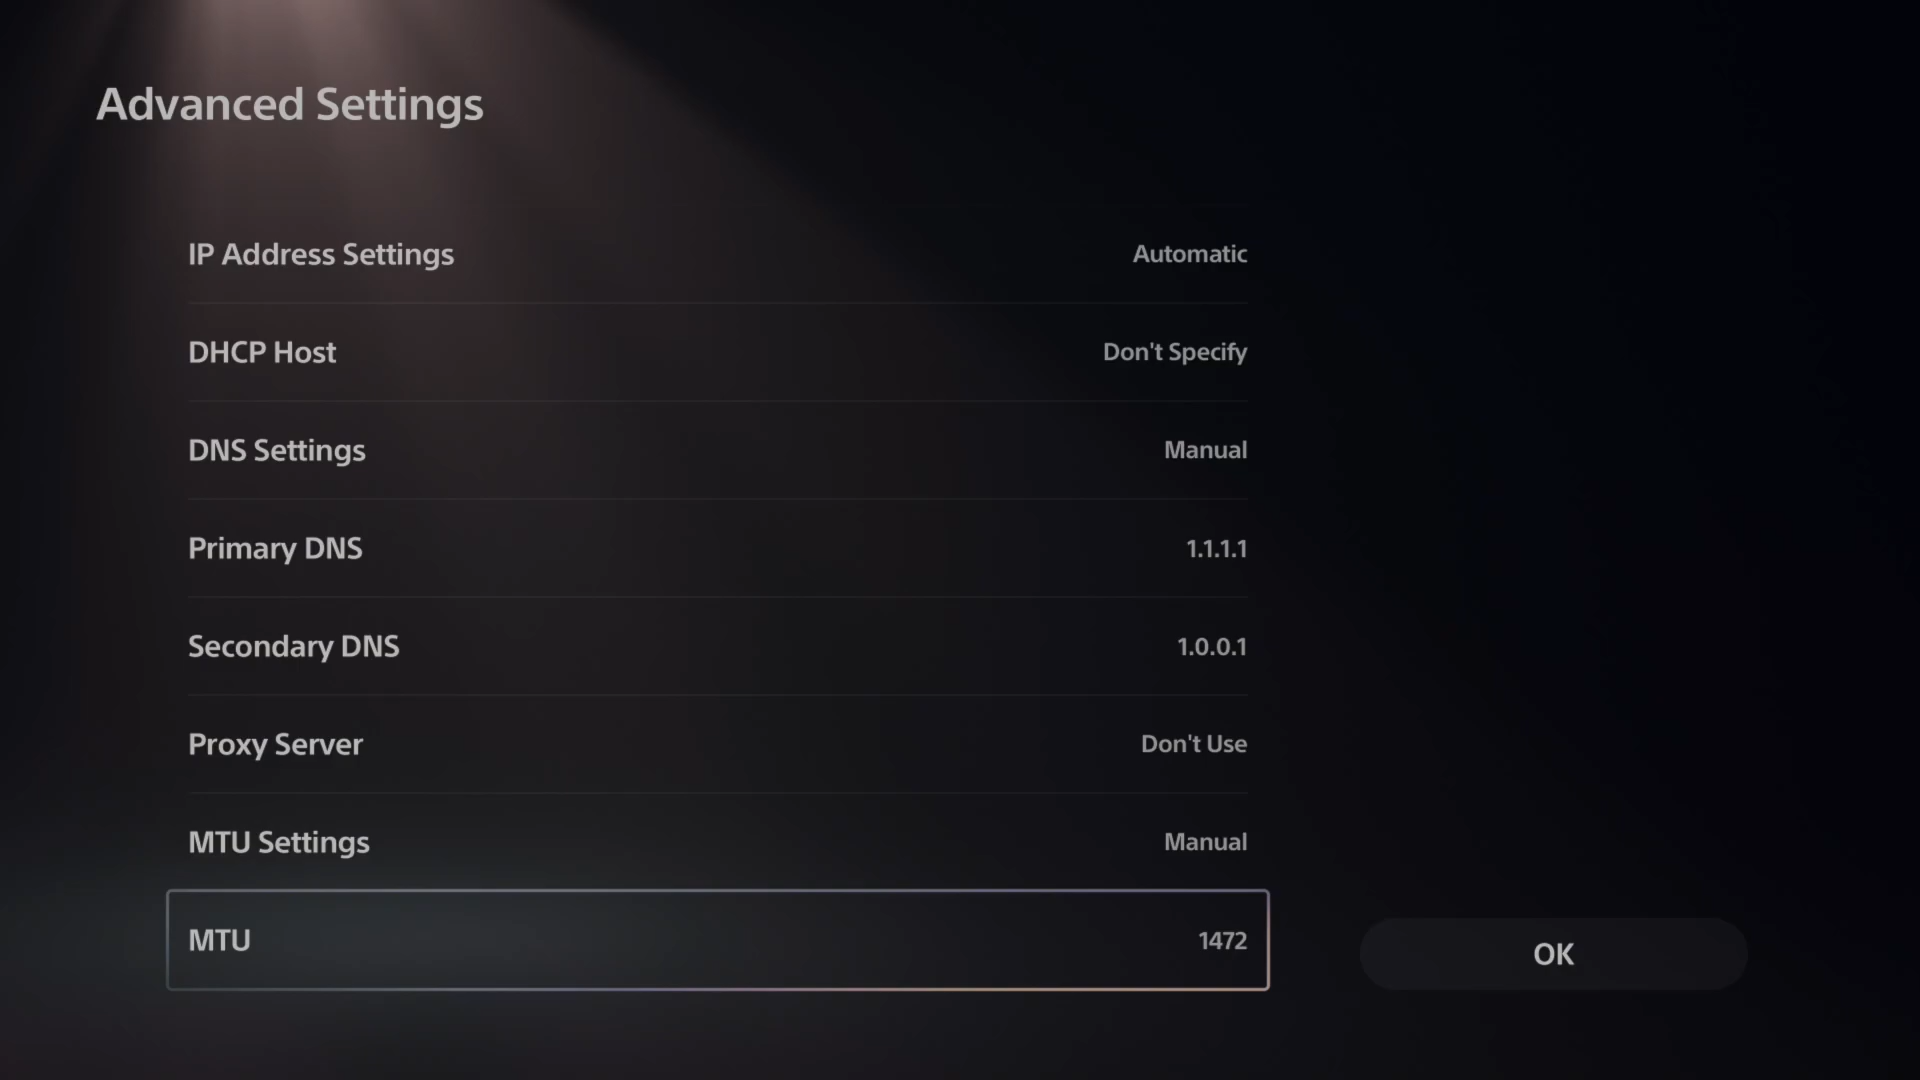 Advanced Settings
IP Address Settings Automatic
DHCP Host Don't Specify
DNS Settings Manual
Primary DNS 1.1.1.1
Secondary DNS 1.0.0.1
Proxy Server Don't Use
MTU Settings Manual
MTU 1472
OK